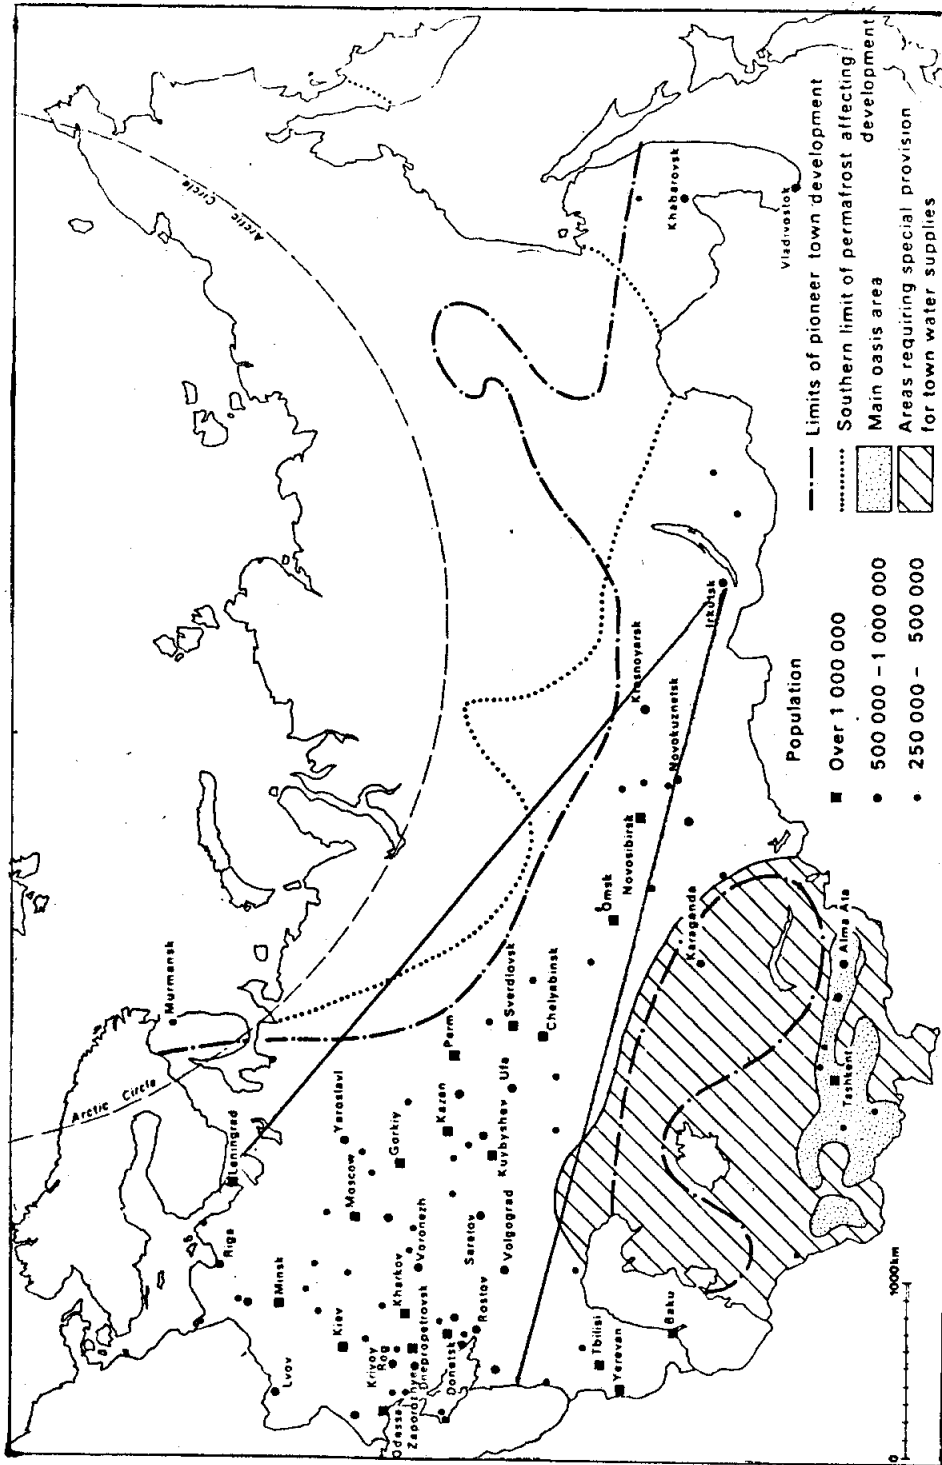 Arctic Circle
Arctic Circle
Murmansk
Leningrad
Riga
Minsk
Lvov
Kiev
Moscow
Yaroslavl
Gorkiy
Kazan
Perm
Sverdlovsk
Chelyabinsk
Ufa
Kuybyshev
Voronezh
Kharkov
Krivoy
Rog
Dnepropetrovsk
Odessa
Zaporozhye
Donetsk
Rostov
Saratov
Volgograd
Tbilisi
Yerevan
Baku
Omsk
Novosibirsk
Novokuznetsk
Krasnoyarsk
Irkutsk
Karaganda
Alma Ata
Tashkent
Khabarovsk
Vladivostok
0 1000km
Population
Over 1 000 000
500 000 – 1 000 000
250 000 – 500 000
Limits of pioneer town development
Southern limit of permafrost affecting
development
Main oasis area
Areas requiring special provision
for town water supplies